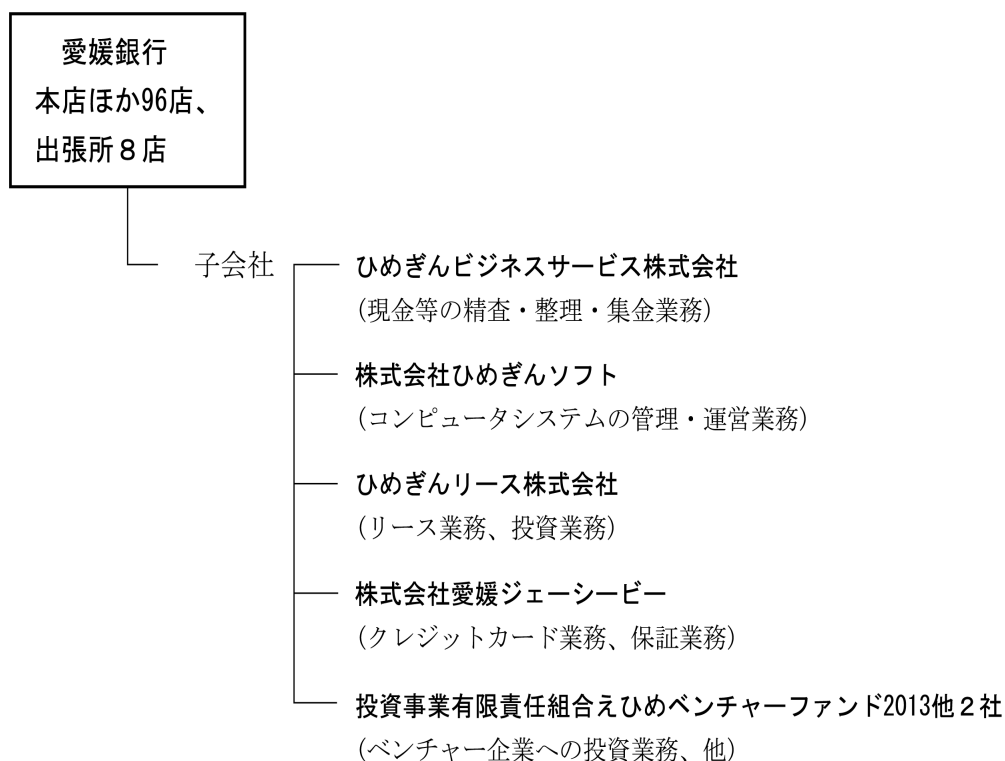 愛媛銀行
本店ほか96店、
出張所８店
子会社
ひめぎんビジネスサービス株式会社
(現金等の精査・整理・集金業務)
株式会社ひめぎんソフト
(コンピュータシステムの管理・運営業務)
ひめぎんリース株式会社
(リース業務、投資業務)
株式会社愛媛ジェーシービー
(クレジットカード業務、保証業務)
投資事業有限責任組合えひめベンチャーファンド2013他２社
(ベンチャー企業への投資業務、他)